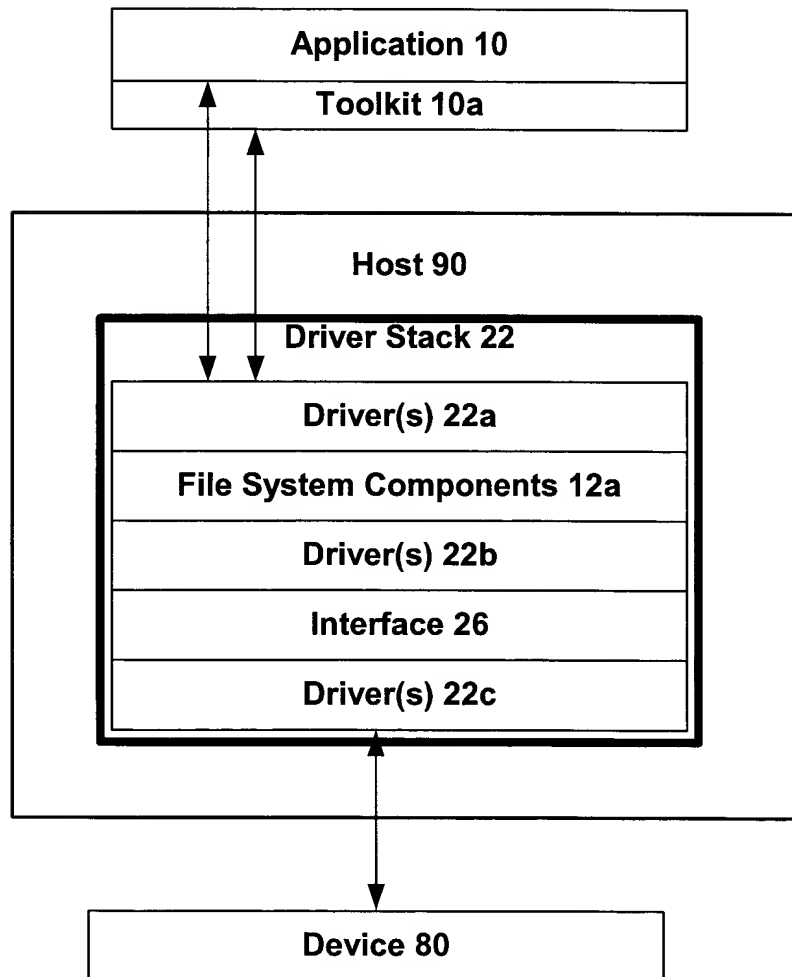 Application 10
Toolkit 10a
Host 90
Driver Stack 22
Driver(s) 22a
File System Components 12a
Driver(s) 22b
Interface 26
Driver(s) 22c
Device 80